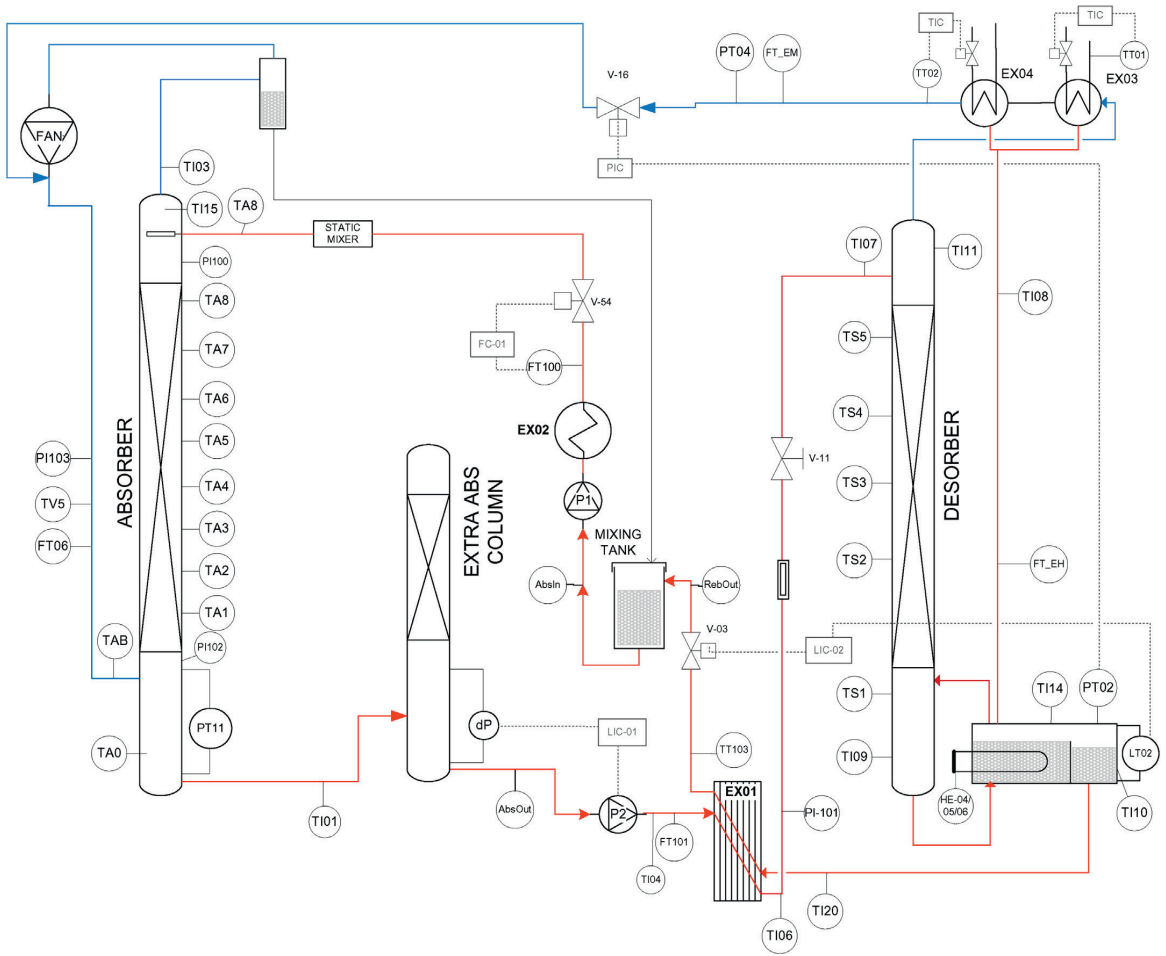 TIC
TIC
TT01
TT02
EX04
EX03
PT04
FT_EM
V-16
PIC
FAN
TI03
TI15
TA8
STATIC
MIXER
PI100
TA8
TA7
TA6
TA5
TA4
TA3
TA2
TA1
PI102
ABSORBER
PI103
TV5
FT06
TAB
PT11
TA0
TI01
EXTRA ABS
COLUMN
dP
LIC-01
AbsOut
P2
TI04
FT101
V-54
FC-01
FT100
EX02
P1
MIXING
TANK
AbsIn
RebOut
V-03
LIC-02
TT103
EX01
PI-101
TI06
TI20
V-11
TI07
TI11
TI08
TS5
TS4
TS3
TS2
TS1
DESORBER
TI09
FT_EH
TI14
PT02
LT02
HE-04/
05/06
TI10